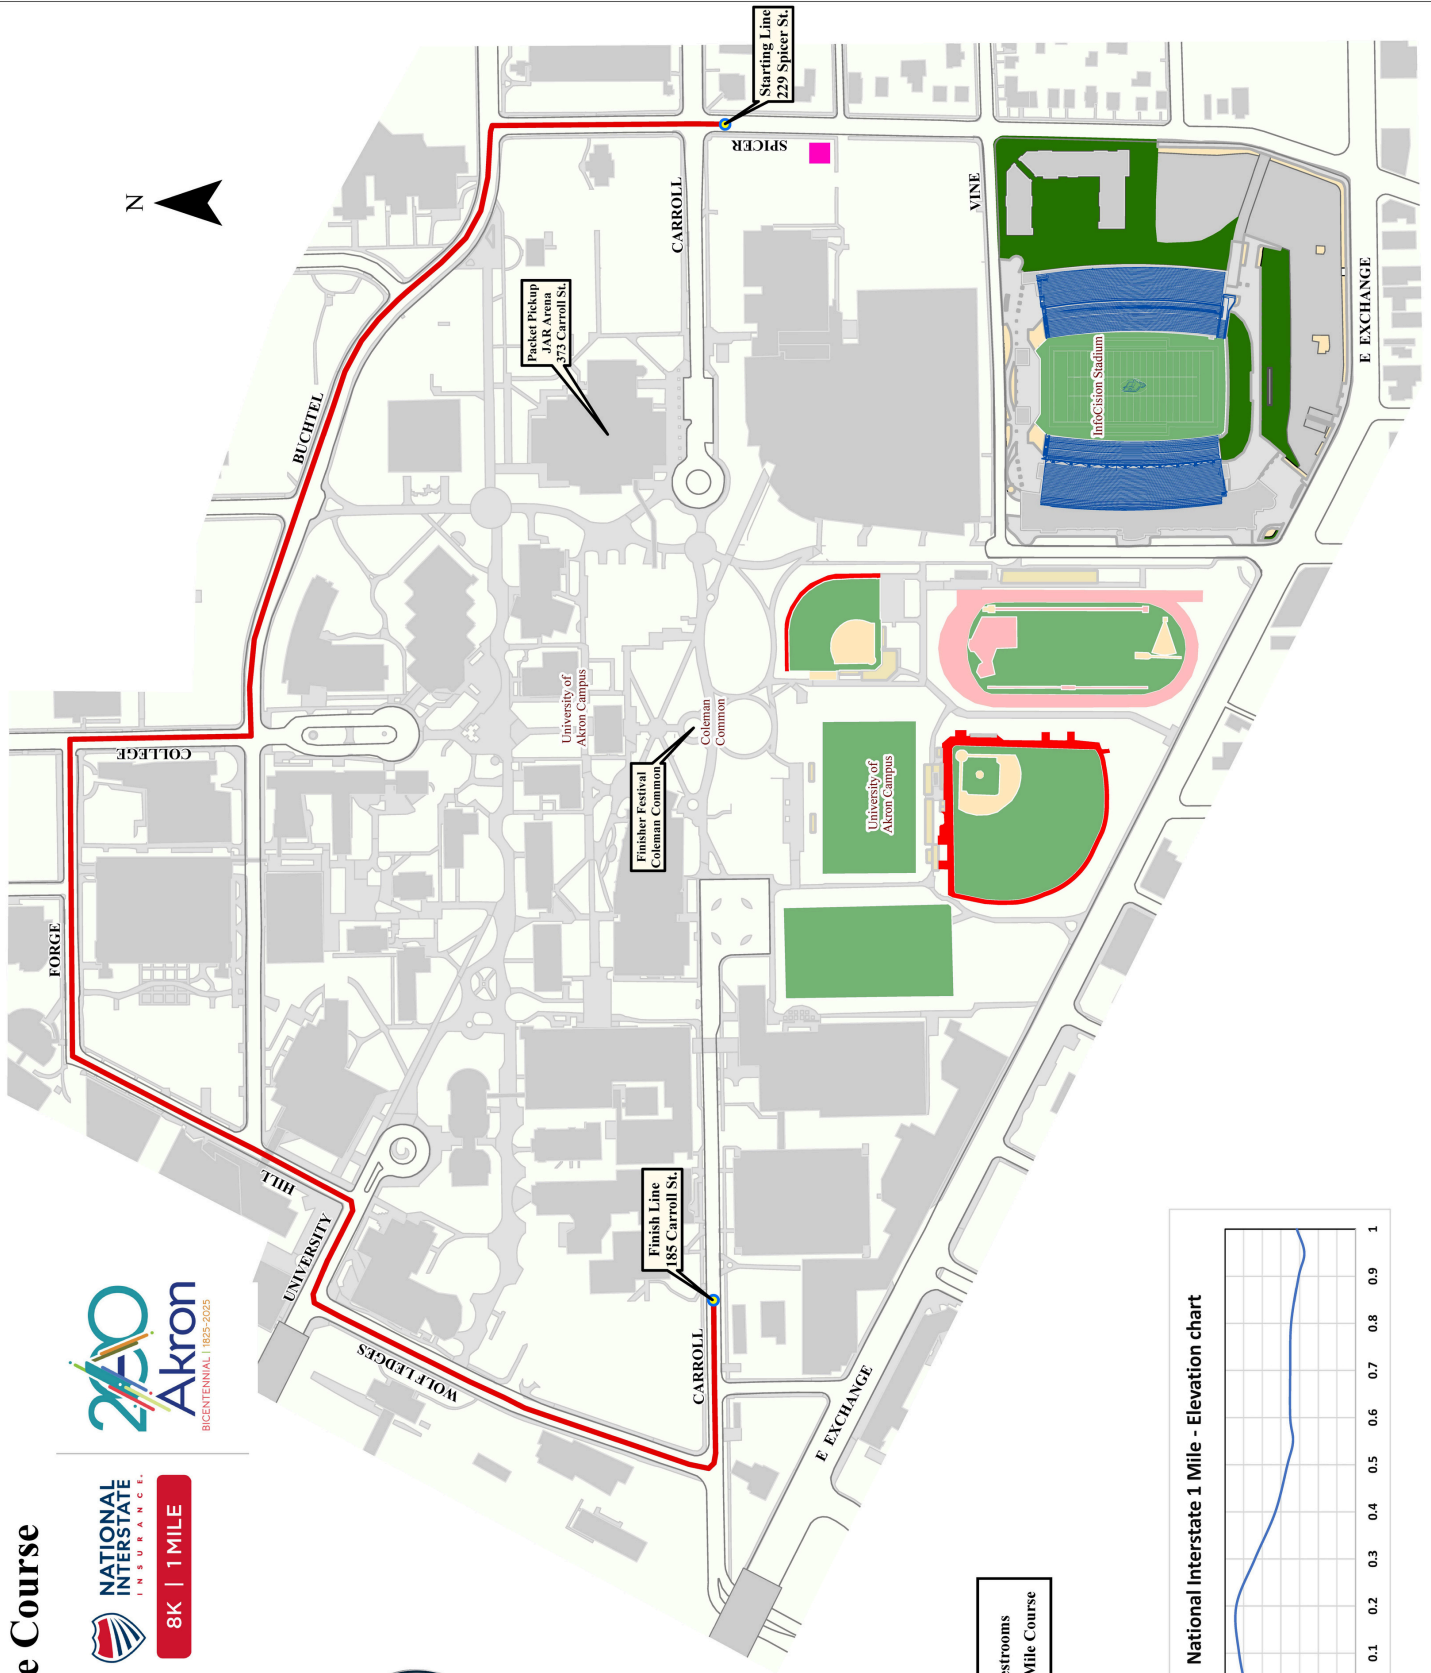 e Course
NATIONAL
INTERSTATE
INSURANCE.
8K | 1 MILE
200
Akron
BICENTENNIAL | 1825-2025
N
Starting Line
229 Spicer St.
SPICER
CARROLL
VINE
E EXCHANGE
InfoCision Stadium
Packet Pickup
JAR Arena
373 Carroll St.
BUCHTEL
COLLEGE
FORGE
HILL
UNIVERSITY
WOLF LEDGES
University of
Akron Campus
Coleman
Common
Finisher Festival
Coleman Common
University of
Akron Campus
Finish Line
185 Carroll St.
CARROLL
E EXCHANGE
estrooms
Mile Course
National Interstate 1 Mile - Elevation chart
0.1 0.2 0.3 0.4 0.5 0.6 0.7 0.8 0.9 1